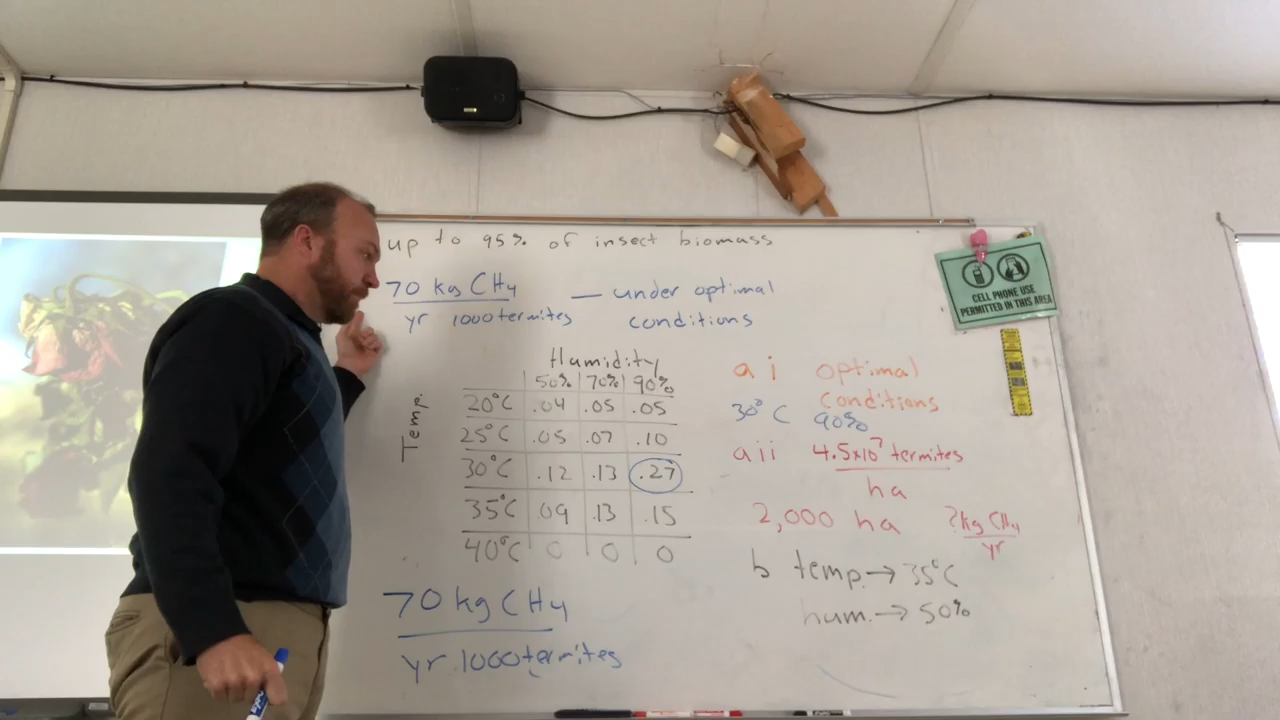 up to 95% of insect biomass
70 kg CH4 — under optimal
yr 1000 termites conditions
Humidity
Temp.
50% 70% 90%
20°C .04 .05 .05
25°C .05 .07 .10
30°C .12 .13 .27
35°C .09 .13 .15
40°C 0 0 0
70 kg CH4
yr. 1000 termites
a i optimal
conditions
30° C 90%
a ii 4.5x10⁷ termites
ha
2,000 ha ? kg CH4
yr
b temp. → 35°C
hum. → 50%
CELL PHONE USE
PERMITTED IN THIS AREA
EXPO